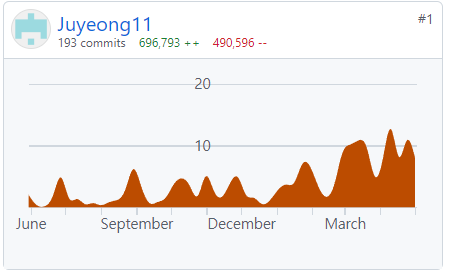 Juyeong11
#1
193 commits 696,793 ++ 490,596 --
20
10
June September December March